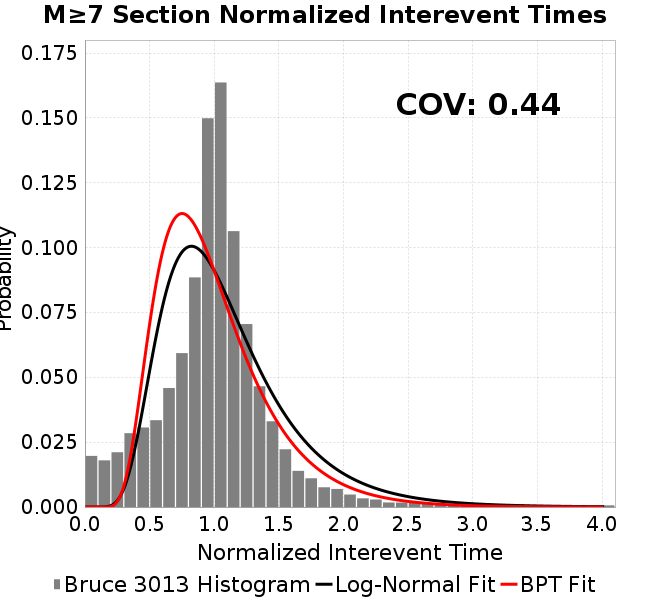 M≥7 Section Normalized Interevent Times
0.175
0.150
0.125
0.100
0.075
0.050
0.025
0.000
Probability
COV: 0.44
0.0 0.5 1.0 1.5 2.0 2.5 3.0 3.5 4.0
Normalized Interevent Time
Bruce 3013 Histogram Log-Normal Fit BPT Fit